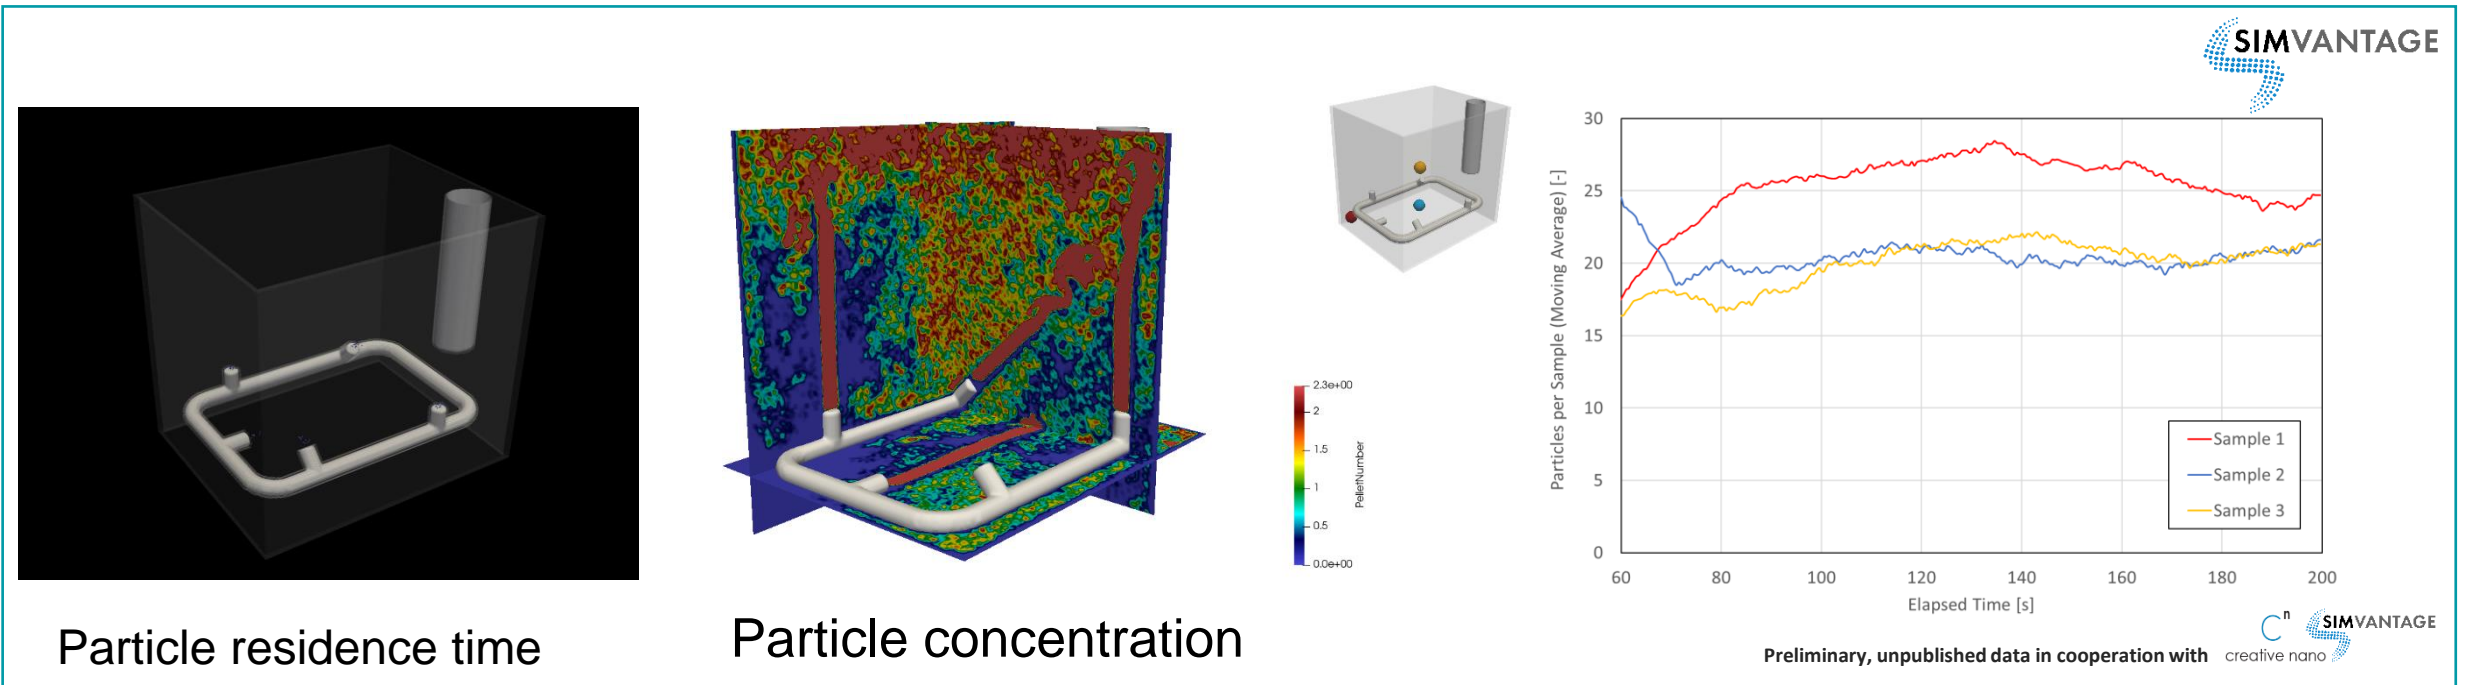 SIMVANTAGE
Particle residence time
2.3e+00
2
1.5
1
0.5
0.0e+00
PelletNumber
Particle concentration
30
25
20
15
10
5
0
Particles per Sample (Moving Average) [-]
Sample 1
Sample 2
Sample 3
60 80 100 120 140 160 180 200
Elapsed Time [s]
Preliminary, unpublished data in cooperation with
Cⁿ
creative nano
SIMVANTAGE